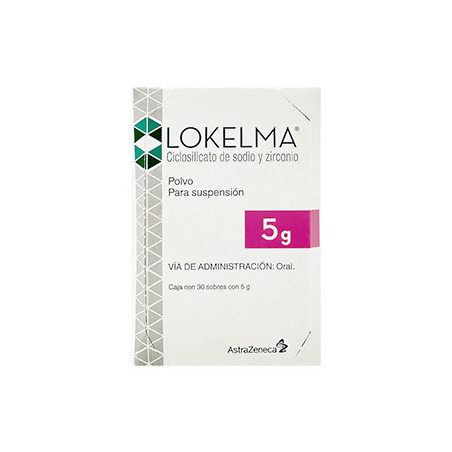 LOKELMA®
Ciclosilicato de sodio y zirconio
Polvo
Para suspensión
5 g
VÍA DE ADMINISTRACIÓN: Oral.
Caja con 30 sobres con 5 g
AstraZeneca